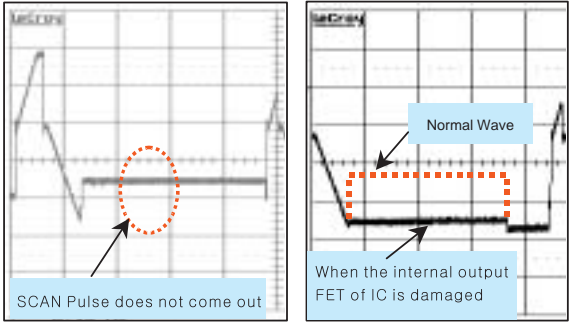 LeCroy
SCAN Pulse does not come out
LeCroy
Normal Wave
When the internal output
FET of IC is damaged